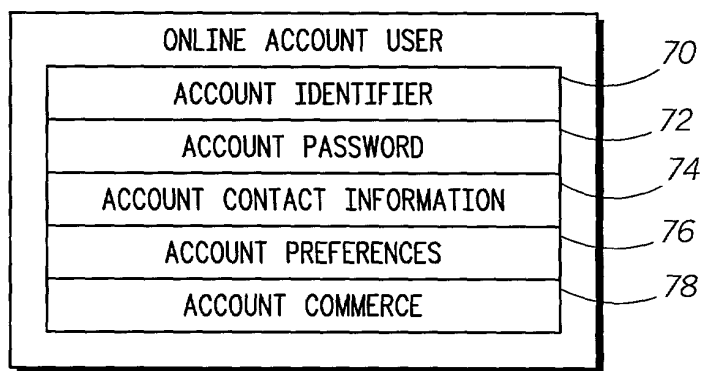 ONLINE ACCOUNT USER
70
ACCOUNT IDENTIFIER
72
ACCOUNT PASSWORD
74
ACCOUNT CONTACT INFORMATION
76
ACCOUNT PREFERENCES
78
ACCOUNT COMMERCE